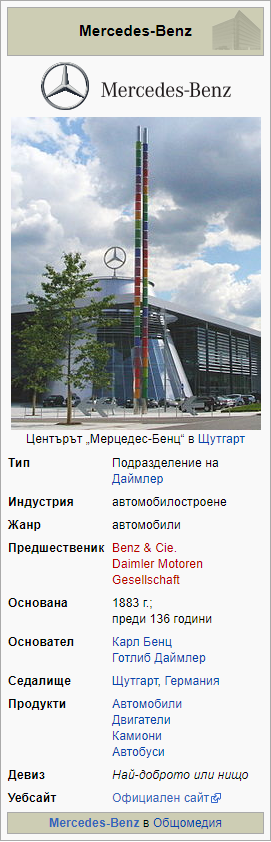 Mercedes-Benz
Mercedes-Benz
Центърът „Мерцедес-Бенц“ в Щутгарт
Тип Подразделение на
Даймлер
Индустрия автомобилостроене
Жанр автомобили
Предшественик Benz & Cie.
Daimler Motoren
Gesellschaft
Основана 1883 г.;
преди 136 години
Основател Карл Бенц
Готлиб Даймлер
Седалище Щутгарт, Германия
Продукти Автомобили
Двигатели
Камиони
Автобуси
Девиз Най-доброто или нищо
Уебсайт Официален сайт
Mercedes-Benz в Общомедия